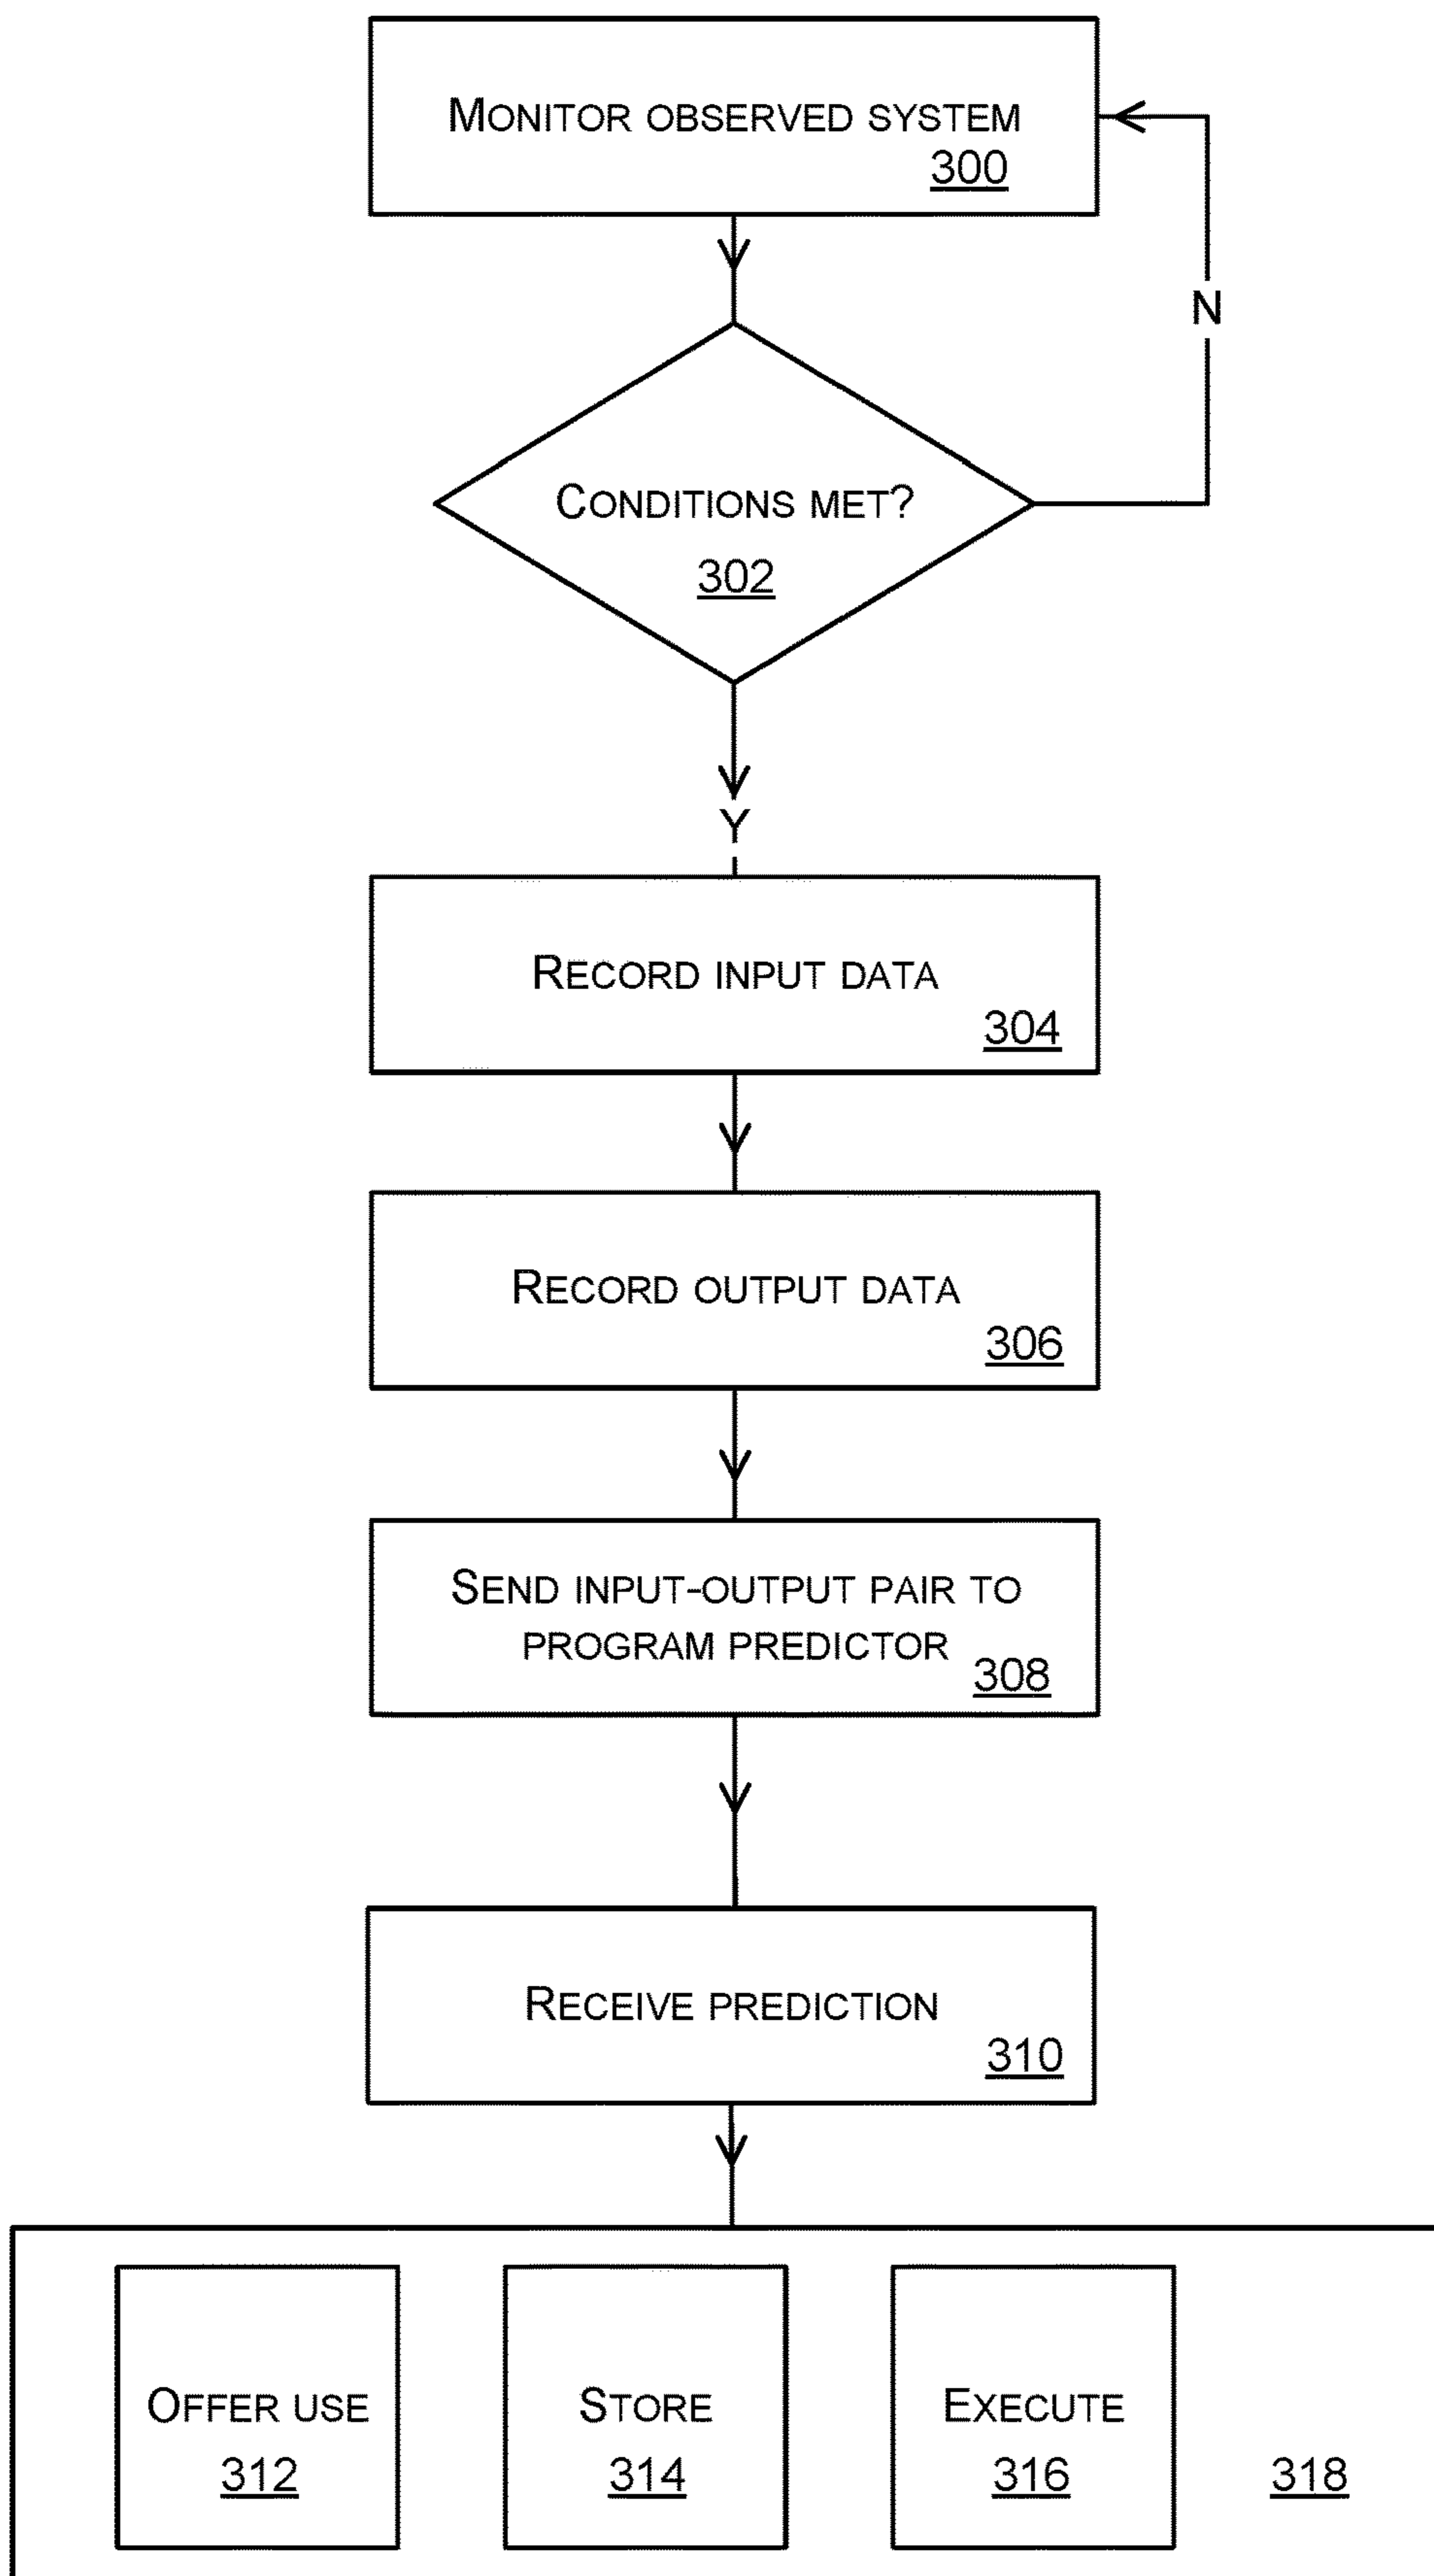 MONITOR OBSERVED SYSTEM
300
N
CONDITIONS MET?
302
Y
RECORD INPUT DATA
304
RECORD OUTPUT DATA
306
SEND INPUT-OUTPUT PAIR TO
PROGRAM PREDICTOR
308
RECEIVE PREDICTION
310
OFFER USE
312
STORE
314
EXECUTE
316
318